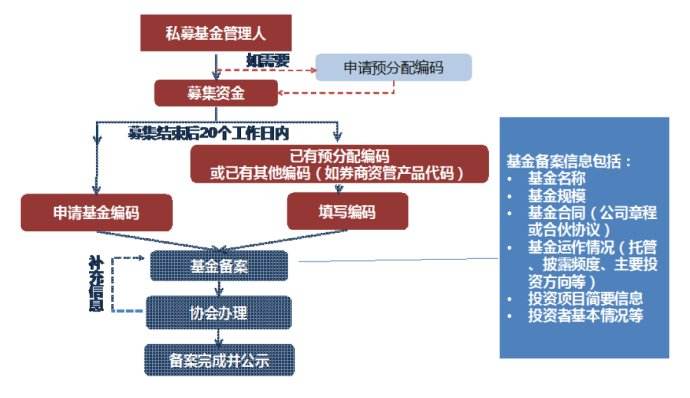 私募基金管理人
如需要
申请预分配编码
募集资金
募集结束后20个工作日内
已有预分配编码
或已有其他编码（如券商资管产品代码）
申请基金编码
填写编码
补充信息
基金备案
协会办理
备案完成并公示
基金备案信息包括：
• 基金名称
• 基金规模
• 基金合同（公司章程
或合伙协议）
• 基金运作情况（托管
、披露频度、主要投
资方向等）
• 投资项目简要信息
• 投资者基本情况等